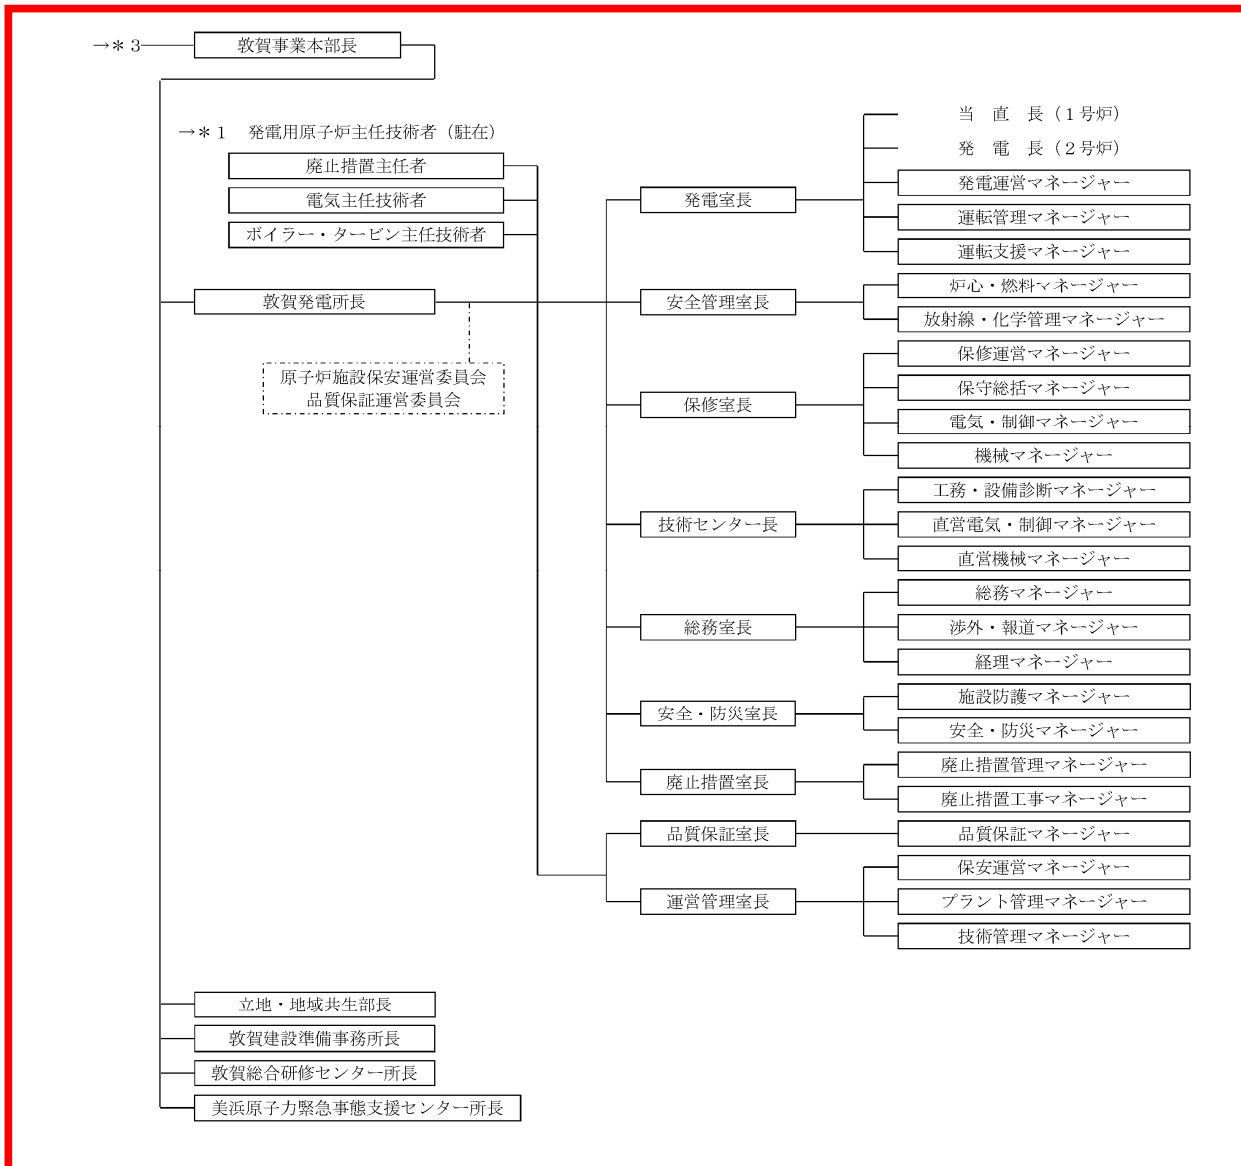 →＊３
敦賀事業本部長
→＊１　発電用原子炉主任技術者（駐在）
廃止措置主任者
電気主任技術者
ボイラー・タービン主任技術者
敦賀発電所長
原子炉施設保安運営委員会
品質保証運営委員会
発電室長
当　直　長（１号炉）
発　電　長（２号炉）
発電運営マネージャー
運転管理マネージャー
運転支援マネージャー
安全管理室長
炉心・燃料マネージャー
放射線・化学管理マネージャー
保修室長
保修運営マネージャー
保守総括マネージャー
電気・制御マネージャー
機械マネージャー
技術センター長
工務・設備診断マネージャー
直営電気・制御マネージャー
直営機械マネージャー
総務室長
総務マネージャー
渉外・報道マネージャー
経理マネージャー
安全・防災室長
施設防護マネージャー
安全・防災マネージャー
廃止措置室長
廃止措置管理マネージャー
廃止措置工事マネージャー
品質保証室長
品質保証マネージャー
運営管理室長
保安運営マネージャー
プラント管理マネージャー
技術管理マネージャー
立地・地域共生部長
敦賀建設準備事務所長
敦賀総合研修センター所長
美浜原子力緊急事態支援センター所長